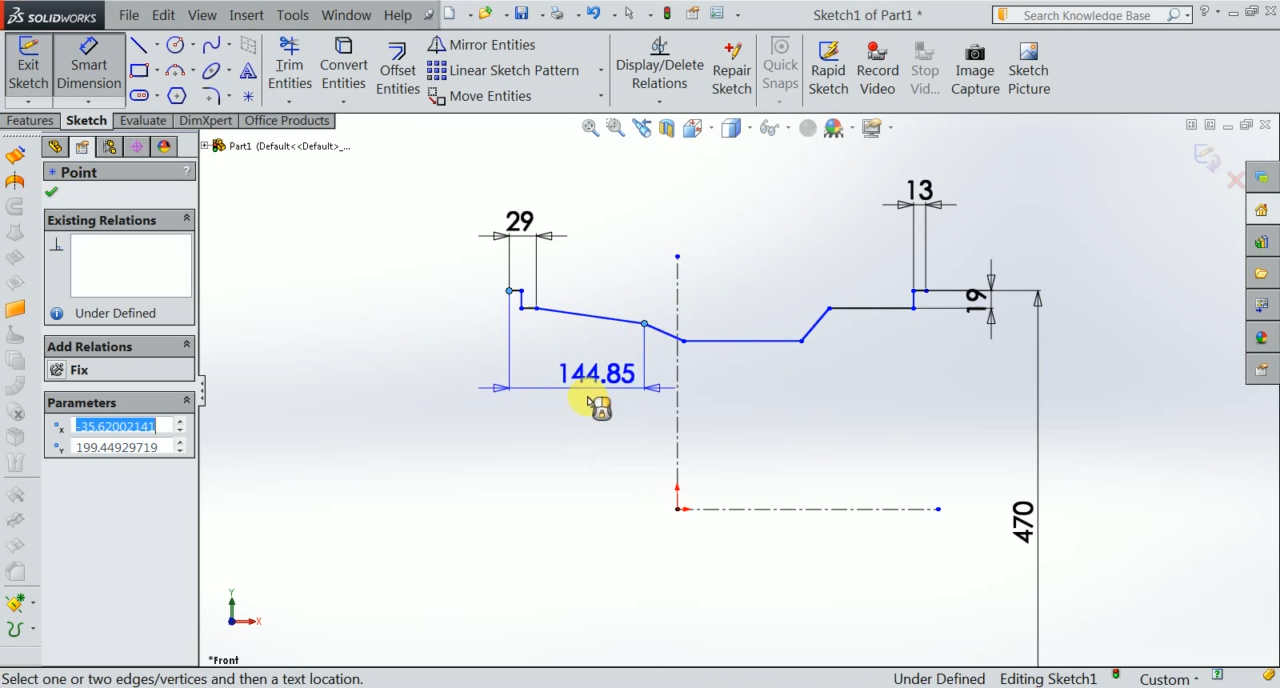 SOLIDWORKS File Edit View Insert Tools Window Help Sketch1 of Part1 * Search Knowledge Base ?
Exit Sketch
Smart Dimension
Trim Entities
Convert Entities
Offset Entities
Mirror Entities
Linear Sketch Pattern
Move Entities
Display/Delete Relations
Repair Sketch
Quick Snaps
Rapid Sketch
Record Video
Stop Vid...
Image Capture
Sketch Picture
Features Sketch Evaluate DimXpert Office Products
Part1 (Default<<Default>_...
* Point ?
Existing Relations
Under Defined
Add Relations
Fix
Parameters
x -35.62002141
y 199.44929719
29
13
19
144.85
470
Y
X
*Front
Select one or two edges/vertices and then a text location. Under Defined Editing Sketch1 Custom ?